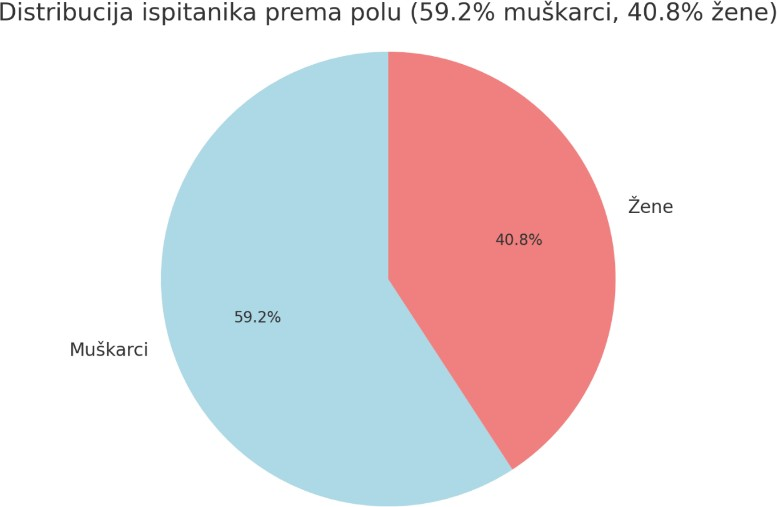 Distribucija ispitanika prema polu (59.2% muškarci, 40.8% žene)
Žene
40.8%
59.2%
Muškarci